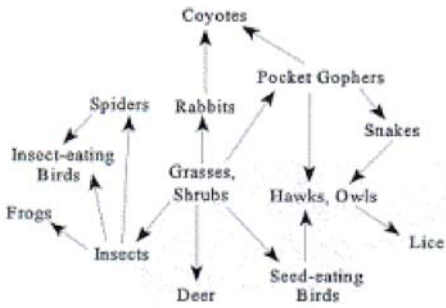 Coyotes
Pocket Gophers
Spiders
Rabbits
Snakes
Insect-eating
Birds
Grasses,
Shrubs
Hawks, Owls
Frogs
Insects
Lice
Deer
Seed-eating
Birds